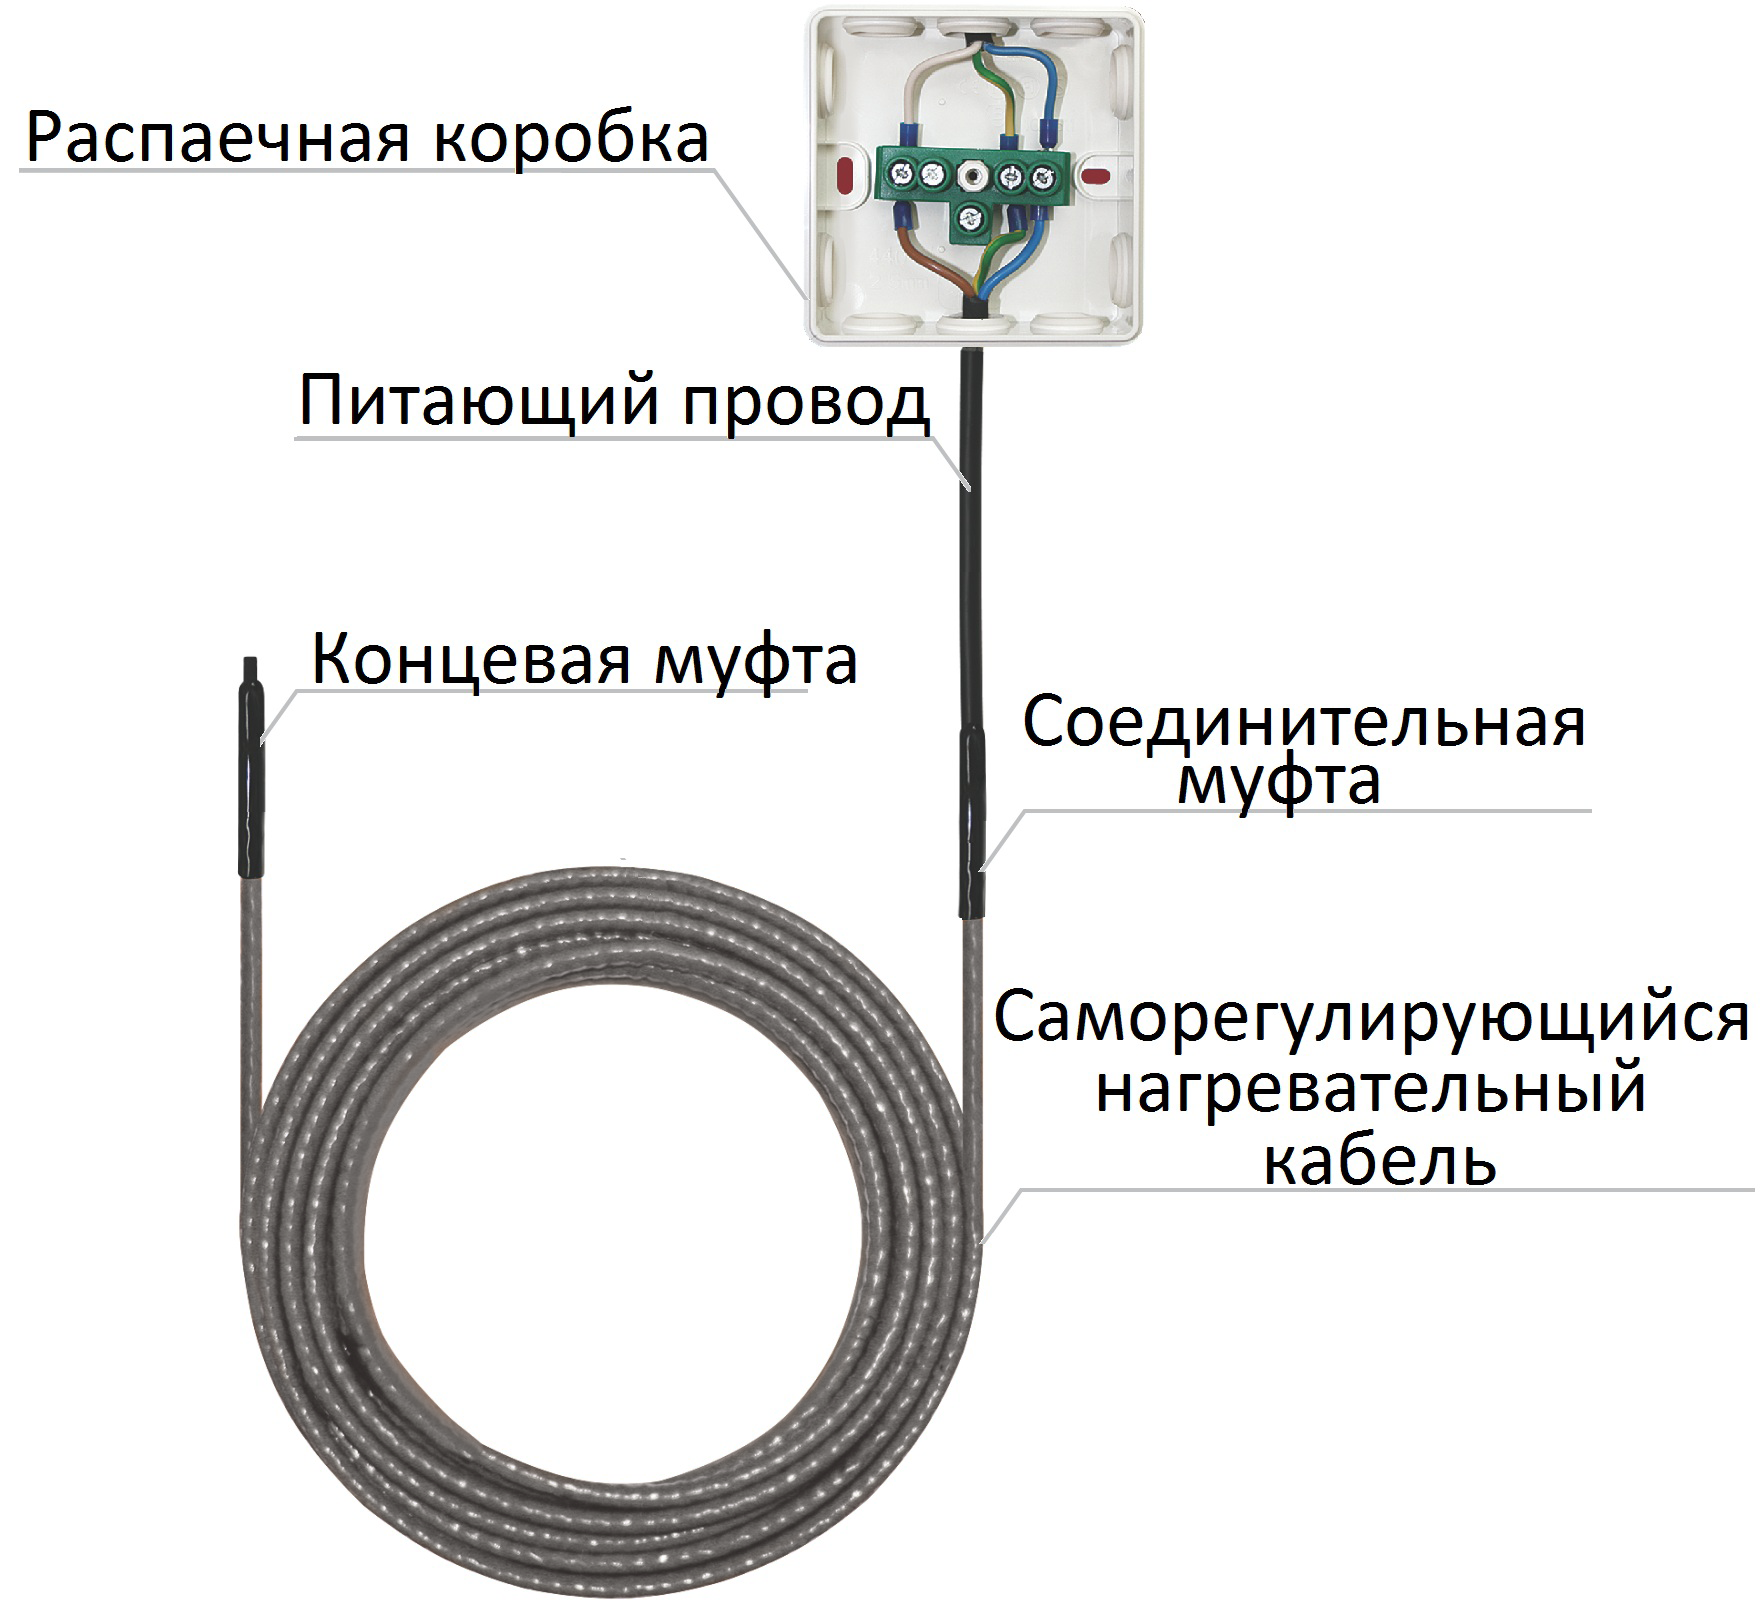 Распаечная коробка
Питающий провод
Концевая муфта
Соединительная
муфта
Саморегулирующийся
нагревательный
кабель